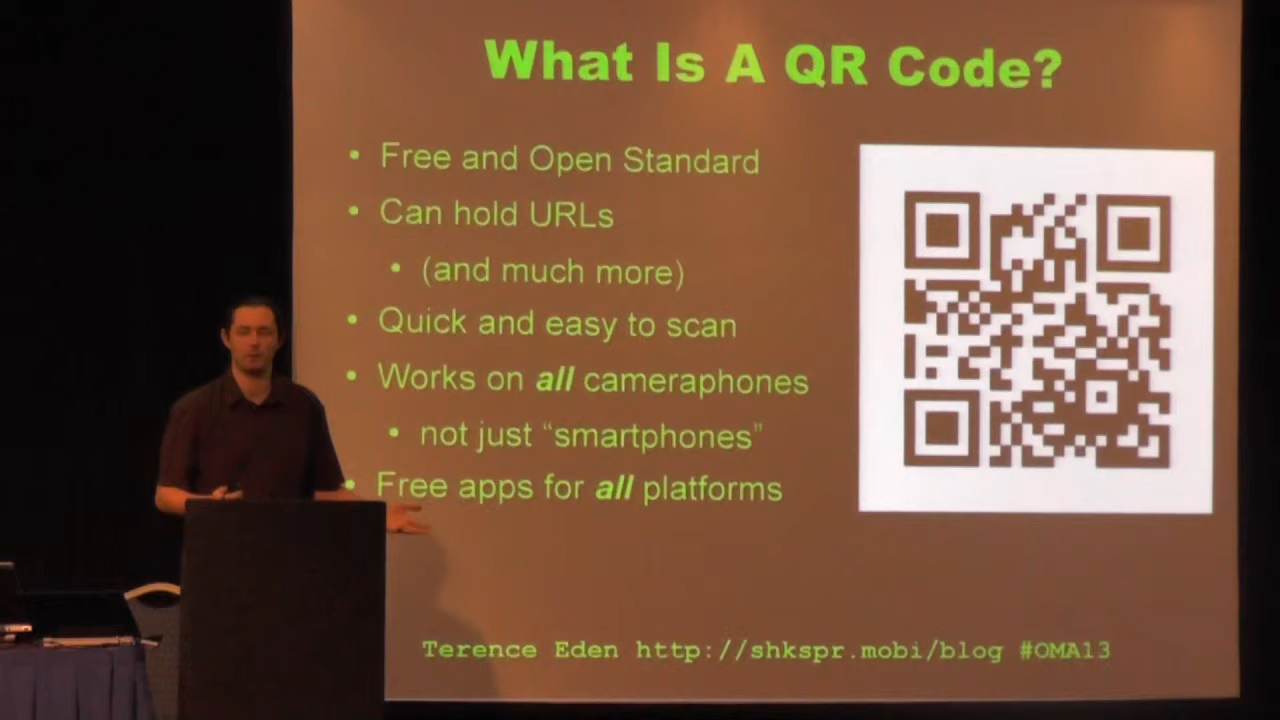 What Is A QR Code?
• Free and Open Standard
• Can hold URLs
• (and much more)
• Quick and easy to scan
• Works on all cameraphones
• not just “smartphones”
• Free apps for all platforms
Terence Eden http://shkspr.mobi/blog #OMA13